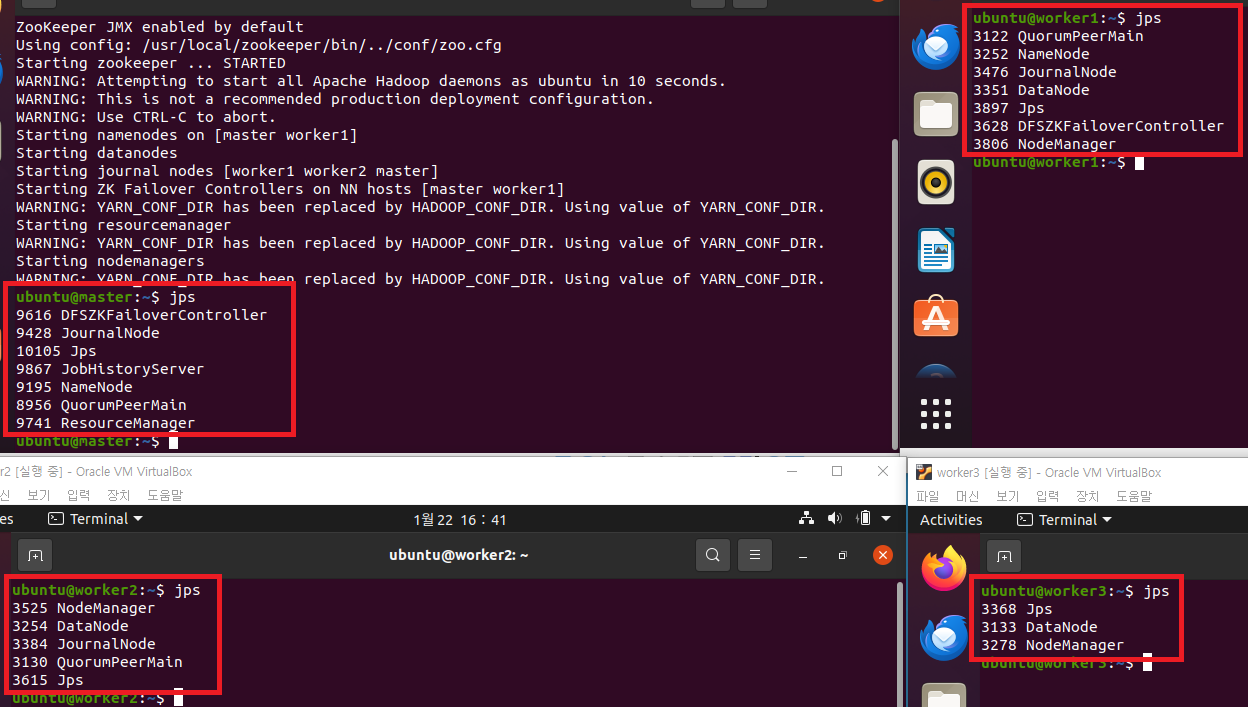 ZooKeeper JMX enabled by default
Using config: /usr/local/zookeeper/bin/../conf/zoo.cfg
Starting zookeeper ... STARTED
WARNING: Attempting to start all Apache Hadoop daemons as ubuntu in 10 seconds.
WARNING: This is not a recommended production deployment configuration.
WARNING: Use CTRL-C to abort.
Starting namenodes on [master worker1]
Starting datanodes
Starting journal nodes [worker1 worker2 master]
Starting ZK Failover Controllers on NN hosts [master worker1]
WARNING: YARN_CONF_DIR has been replaced by HADOOP_CONF_DIR. Using value of YARN_CONF_DIR.
Starting resourcemanager
WARNING: YARN_CONF_DIR has been replaced by HADOOP_CONF_DIR. Using value of YARN_CONF_DIR.
Starting nodemanagers
WARNING: YARN_CONF_DIR has been replaced by HADOOP_CONF_DIR. Using value of YARN_CONF_DIR.
ubuntu@master:~$ jps
9616 DFSZKFailoverController
9428 JournalNode
10105 Jps
9867 JobHistoryServer
9195 NameNode
8956 QuorumPeerMain
9741 ResourceManager
ubuntu@master:~$
ubuntu@worker1:~$ jps
3122 QuorumPeerMain
3252 NameNode
3476 JournalNode
3351 DataNode
3897 Jps
3628 DFSZKFailoverController
3806 NodeManager
ubuntu@worker1:~$
r2 [실행 중] - Oracle VM VirtualBox
신 보기 입력 장치 도움말
es Terminal 1월 22 16 : 41
ubuntu@worker2: ~
ubuntu@worker2:~$ jps
3525 NodeManager
3254 DataNode
3384 JournalNode
3130 QuorumPeerMain
3615 Jps
ubuntu@worker2:~$
worker3 [실행 중] - Oracle VM VirtualBox
파일 머신 보기 입력 장치 도움말
Activities Terminal
ubuntu@worker3:~$ jps
3368 Jps
3133 DataNode
3278 NodeManager
ubuntu@worker3:~$